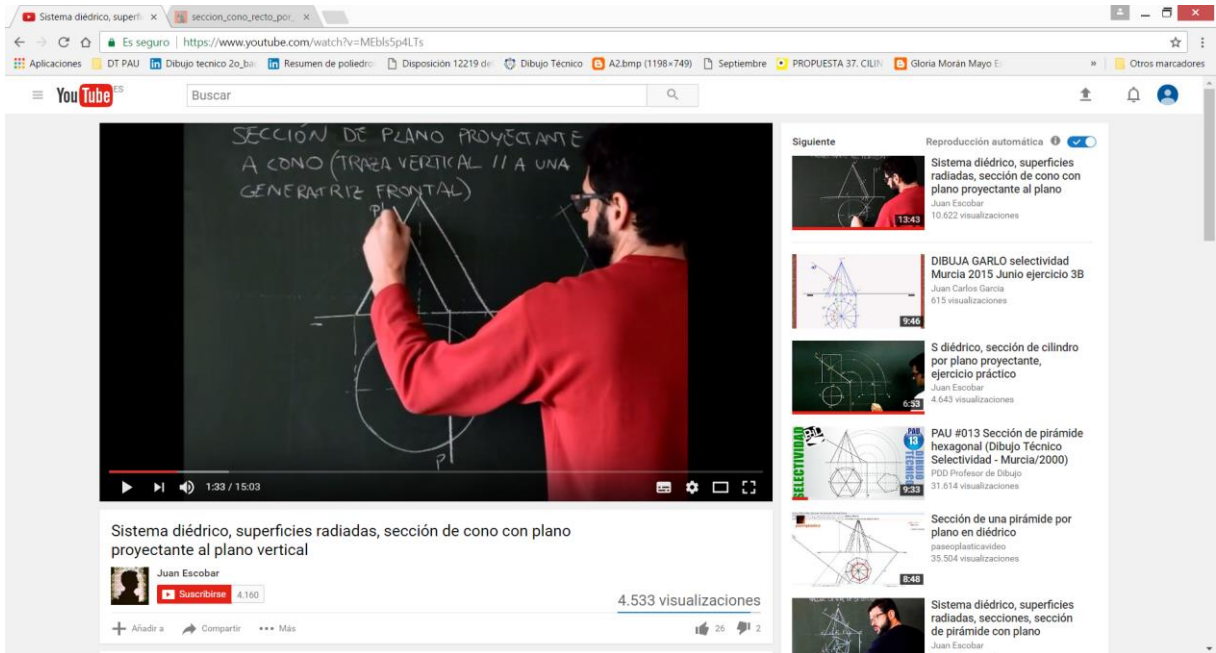 Sistema diédrico, superfi
seccion_cono_recto_por_
Es seguro | https://www.youtube.com/watch?v=MEbls5p4LTs
Aplicaciones DT PAU Dibujo tecnico 2o_ba Resumen de poliedro Disposición 12219 de Dibujo Técnico A2.bmp (1198×749) Septiembre PROPUESTA 37. CILIN Gloria Morán Mayo E » Otros marcadores
YouTube ES
Buscar
SECCIÓN DE PLANO PROYECTANTE
A CONO (TRAZA VERTICAL // A UNA
GENERATRIZ FRONTAL)
P'
P
1:33 / 15:03
Sistema diédrico, superficies radiadas, sección de cono con plano
proyectante al plano vertical
Juan Escobar
Suscribirse 4.160
4.533 visualizaciones
Añadir a Compartir Más
26 2
Siguiente Reproducción automática
13:43
Sistema diédrico, superficies
radiadas, sección de cono con
plano proyectante al plano
Juan Escobar
10.622 visualizaciones
9:46
DIBUJA GARLO selectividad
Murcia 2015 Junio ejercicio 3B
Juan Carlos Garcia
615 visualizaciones
6:53
S diédrico, sección de cilindro
por plano proyectante,
ejercicio práctico
Juan Escobar
4.643 visualizaciones
SELECTIVIDAD
PAU
13
DIBUJO
TECNICO
9:33
PAU #013 Sección de pirámide
hexagonal (Dibujo Técnico
Selectividad - Murcia/2000)
PDD Profesor de Dibujo
31.614 visualizaciones
8:48
Sección de una pirámide por
plano en diédrico
paseoplasticavideo
35.504 visualizaciones
Sistema diédrico, superficies
radiadas, secciones, sección
de pirámide con plano
Juan Escobar